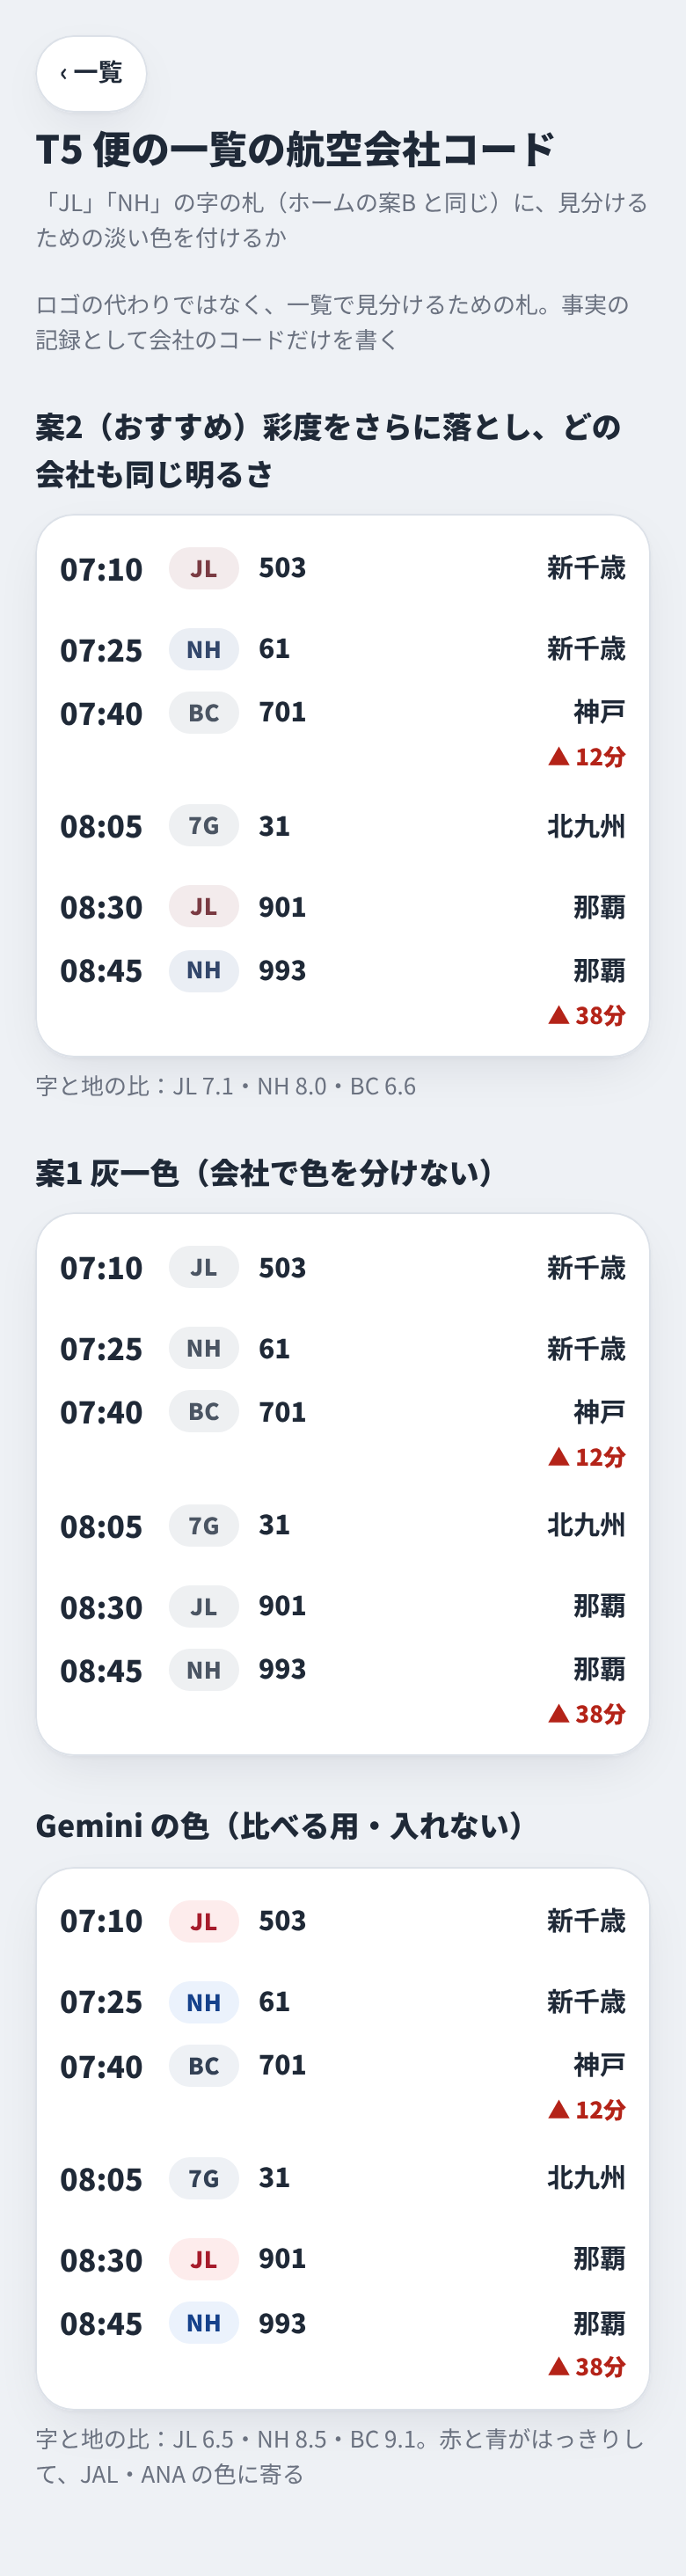 ‹ 一覧
T5 便の一覧の航空会社コード
「JL」「NH」の字の札（ホームの案B と同じ）に、見分ける
ための淡い色を付けるか
ロゴの代わりではなく、一覧で見分けるための札。事実の
記録として会社のコードだけを書く
案2（おすすめ）彩度をさらに落とし、どの
会社も同じ明るさ
07:10 JL 503 新千歳
07:25 NH 61 新千歳
07:40 BC 701 神戸
▲ 12分
08:05 7G 31 北九州
08:30 JL 901 那覇
08:45 NH 993 那覇
▲ 38分
字と地の比：JL 7.1・NH 8.0・BC 6.6
案1 灰一色（会社で色を分けない）
07:10 JL 503 新千歳
07:25 NH 61 新千歳
07:40 BC 701 神戸
▲ 12分
08:05 7G 31 北九州
08:30 JL 901 那覇
08:45 NH 993 那覇
▲ 38分
Gemini の色（比べる用・入れない）
07:10 JL 503 新千歳
07:25 NH 61 新千歳
07:40 BC 701 神戸
▲ 12分
08:05 7G 31 北九州
08:30 JL 901 那覇
08:45 NH 993 那覇
▲ 38分
字と地の比：JL 6.5・NH 8.5・BC 9.1。赤と青がはっきりし
て、JAL・ANA の色に寄る